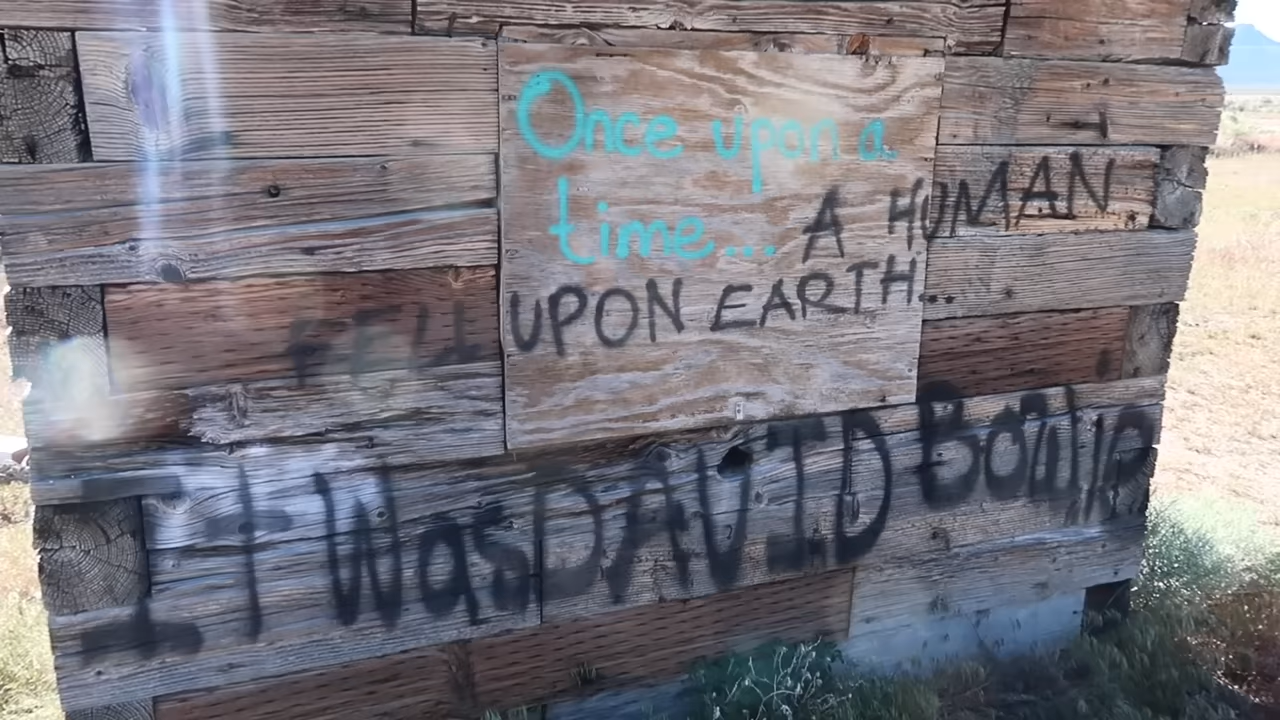 Once upon a
time... A HUMAN
FELL UPON EARTH...
It Was DAVID Bowie